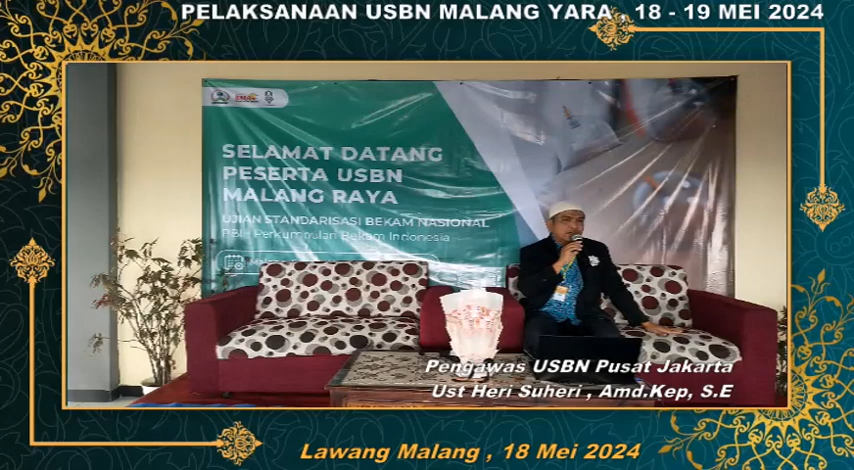 PELAKSANAAN USBN MALANG YARA , 18 - 19 MEI 2024
SELAMAT DATANG
PESERTA USBN
MALANG RAYA
UJIAN STANDARISASI BEKAM NASIONAL
PBI - Perkumpulan Bekam Indonesia
Pengawas USBN Pusat Jakarta
Ust Heri Suheri , Amd.Kep, S.E
Lawang Malang , 18 Mei 2024